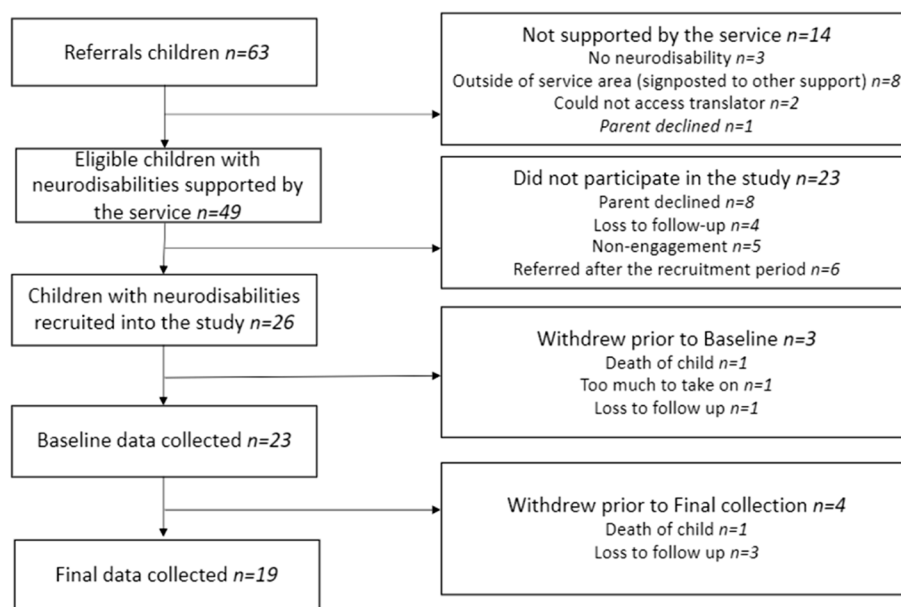 Referrals children n=63
Not supported by the service n=14
No neurodisability n=3
Outside of service area (signposted to other support) n=8
Could not access translator n=2
Parent declined n=1
Eligible children with
neurodisabilities supported by
the service n=49
Did not participate in the study n=23
Parent declined n=8
Loss to follow-up n=4
Non-engagement n=5
Referred after the recruitment period n=6
Children with neurodisabilities
recruited into the study n=26
Withdrew prior to Baseline n=3
Death of child n=1
Too much to take on n=1
Loss to follow up n=1
Baseline data collected n=23
Withdrew prior to Final collection n=4
Death of child n=1
Loss to follow up n=3
Final data collected n=19